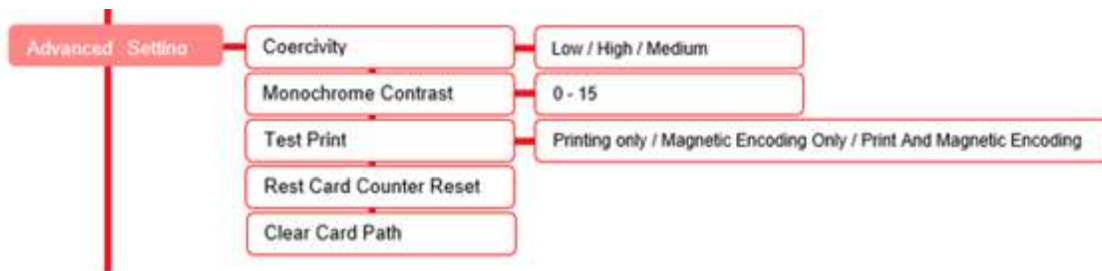 Advanced Setting
Coercivity
Low / High / Medium
Monochrome Contrast
0 - 15
Test Print
Printing only / Magnetic Encoding Only / Print And Magnetic Encoding
Rest Card Counter Reset
Clear Card Path